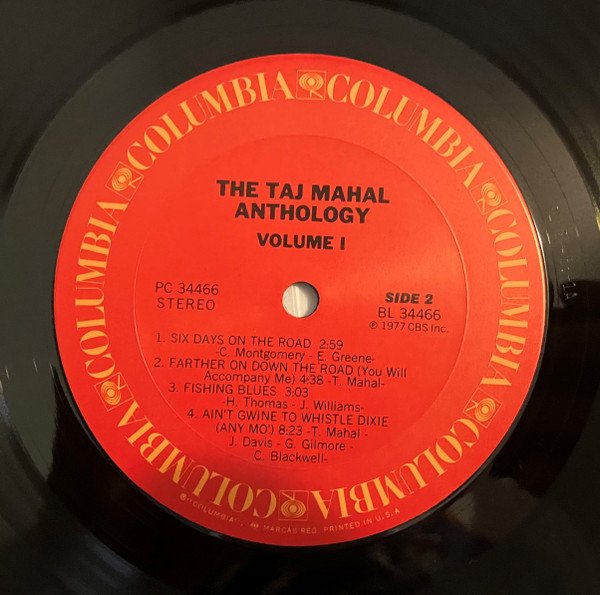 COLUMBIA COLUMBIA COLUMBIA COLUMBIA COLUMBIA COLUMBIA
THE TAJ MAHAL
ANTHOLOGY
VOLUME I
PC 34466
STEREO
SIDE 2
BL 34466
℗ 1977 CBS Inc.
1. SIX DAYS ON THE ROAD 2:59
-C. Montgomery - E. Greene-
2. FARTHER ON DOWN THE ROAD (You Will
Accompany Me) 4:38 -T. Mahal-
3. FISHING BLUES 3:03
-H. Thomas - J. Williams-
4. AIN'T GWINE TO WHISTLE DIXIE
(ANY MO') 8:23 -T. Mahal -
J. Davis - G. Gilmore -
C. Blackwell-
"COLUMBIA", MARCAS REG. PRINTED IN U.S.A